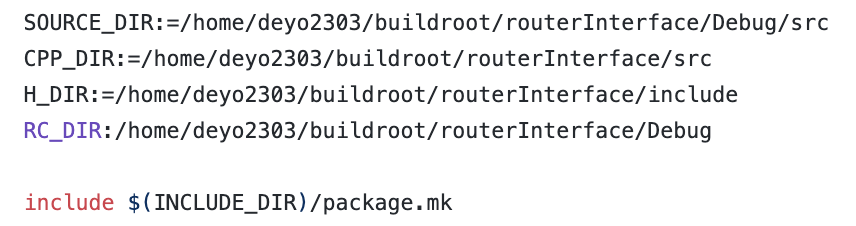 SOURCE_DIR:=/home/deyo2303/buildroot/routerInterface/Debug/src
CPP_DIR:=/home/deyo2303/buildroot/routerInterface/src
H_DIR:=/home/deyo2303/buildroot/routerInterface/include
RC_DIR:/home/deyo2303/buildroot/routerInterface/Debug
include $(INCLUDE_DIR)/package.mk